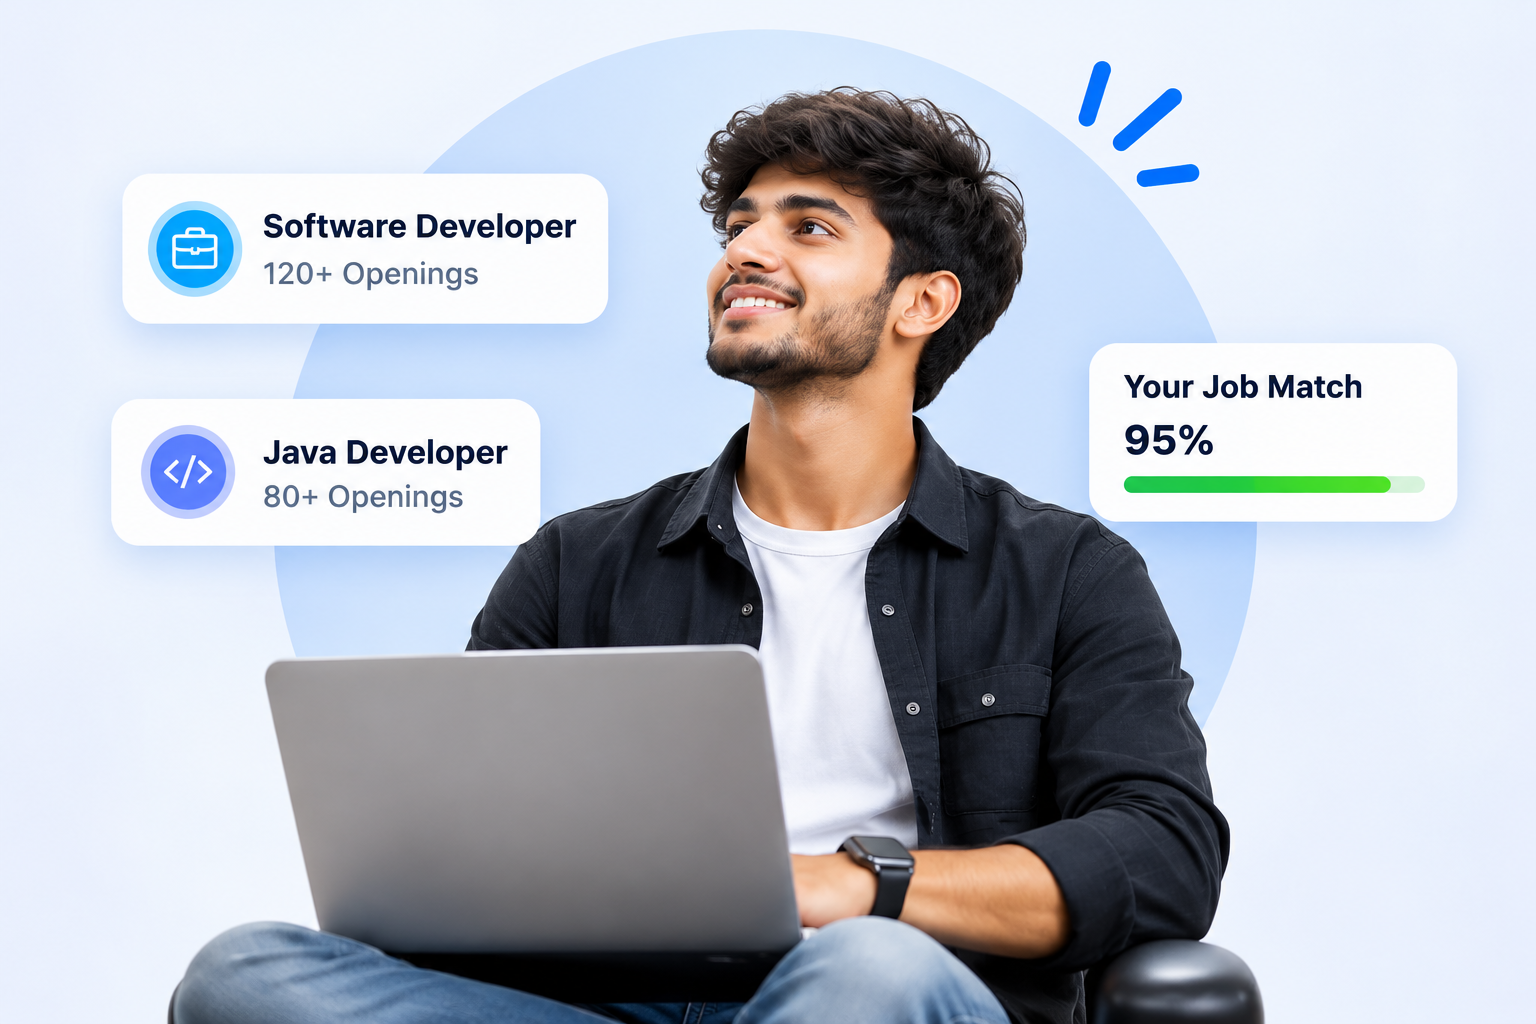 Software Developer
120+ Openings
Java Developer
80+ Openings
Your Job Match
95%